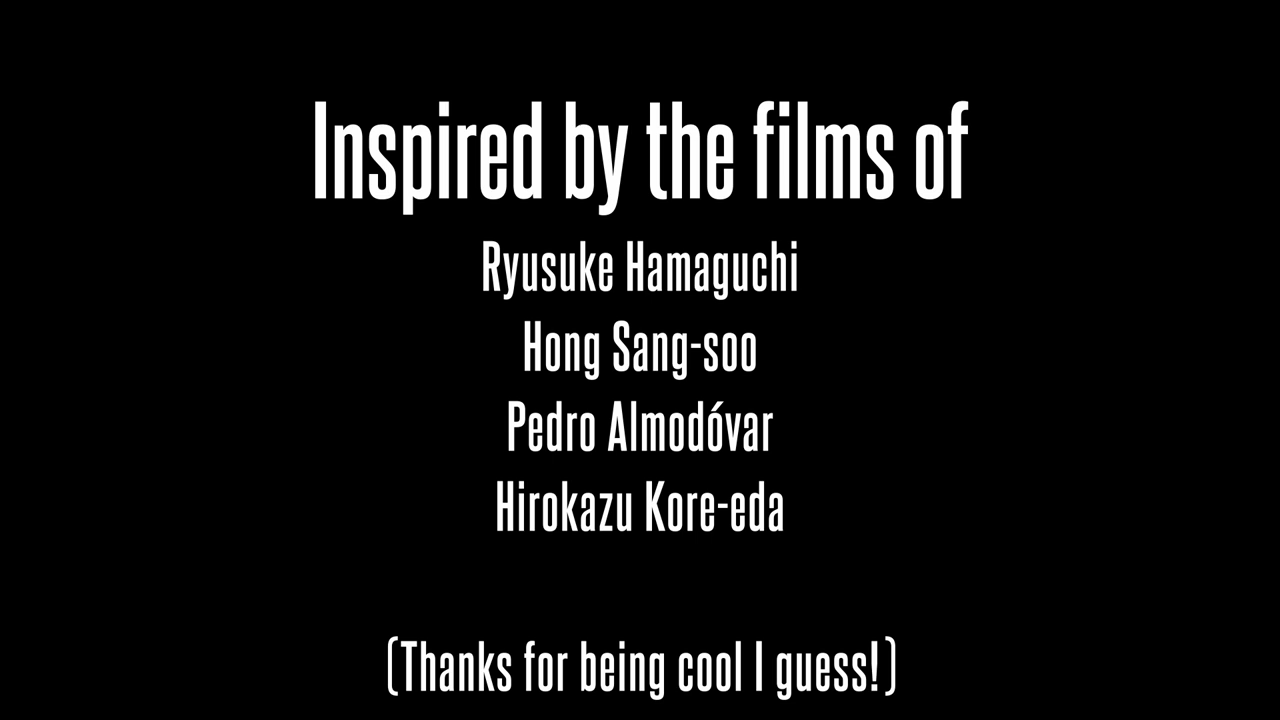 Inspired by the films of
Ryusuke Hamaguchi
Hong Sang-soo
Pedro Almodóvar
Hirokazu Kore-eda
(Thanks for being cool I guess!)